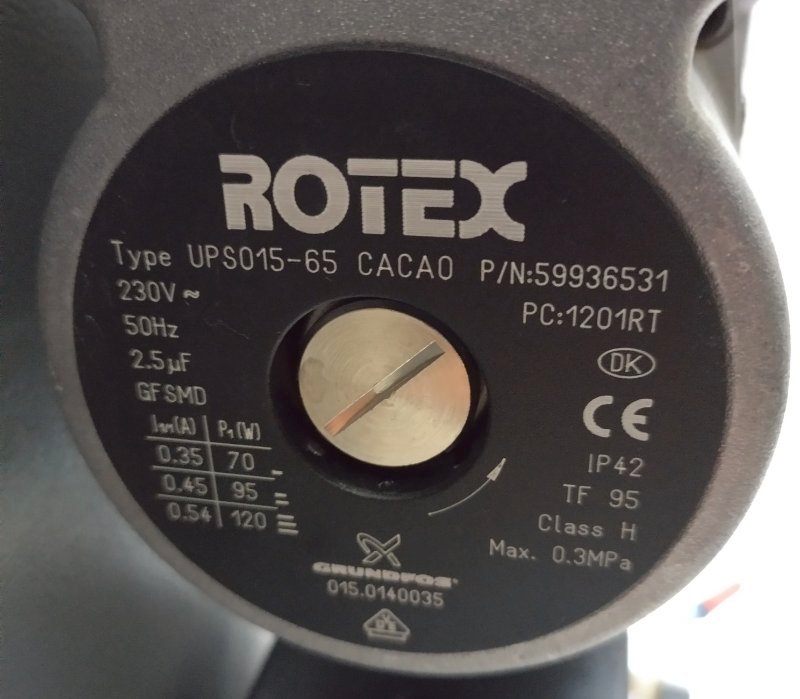 ROTEX
Type UPSO15-65 CACAO P/N:59936531
230V ~ PC:1201RT
50Hz
2.5µF DK
GFSMD CE
I₁/₁(A) P₁(W) IP42
0.35 70
0.45 95 TF 95
0.54 120 Class H
Max. 0.3MPa
GRUNDFOS
015.0140035